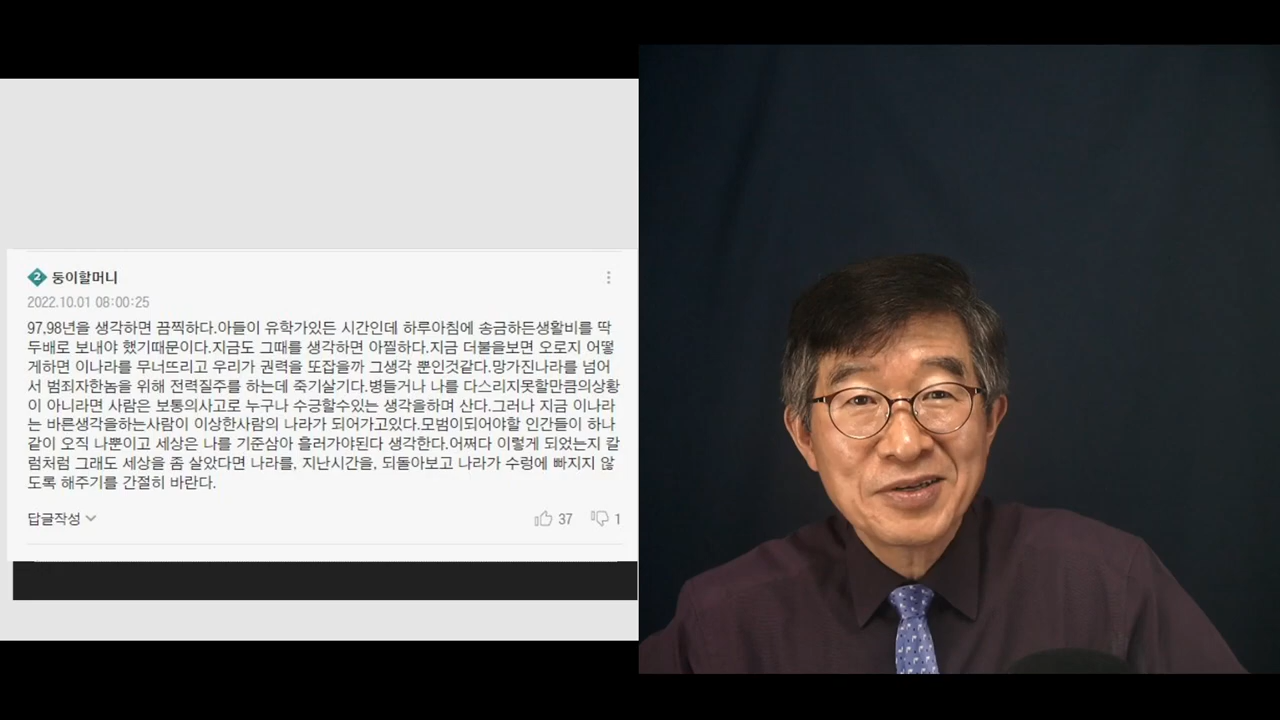 2 둥이할머니
2022.10.01 08:00:25
97,98년을 생각하면 끔찍하다.아들이 유학가있든 시간인데 하루아침에 송금하든생활비를 딱
두배로 보내야 했기때문이다.지금도 그때를 생각하면 아찔하다.지금 더불을보면 오로지 어떻
게하면 이나라를 무너뜨리고 우리가 권력을 또잡을까 그생각 뿐인것같다.망가진나라를 넘어
서 범죄자한놈을 위해 전력질주를 하는데 죽기살기다.병들거나 나를 다스리지못할만큼의상황
이 아니라면 사람은 보통의사고로 누구나 수긍할수있는 생각을하며 산다.그러나 지금 이나라
는 바른생각을하는사람이 이상한사람의 나라가 되어가고있다.모범이되어야할 인간들이 하나
같이 오직 나뿐이고 세상은 나를 기준삼아 흘러가야된다 생각한다.어쩌다 이렇게 되었는지 칼
럼처럼 그래도 세상을 좀 살았다면 나라를, 지난시간을, 되돌아보고 나라가 수렁에 빠지지 않
도록 해주기를 간절히 바란다.
답글작성
37
1